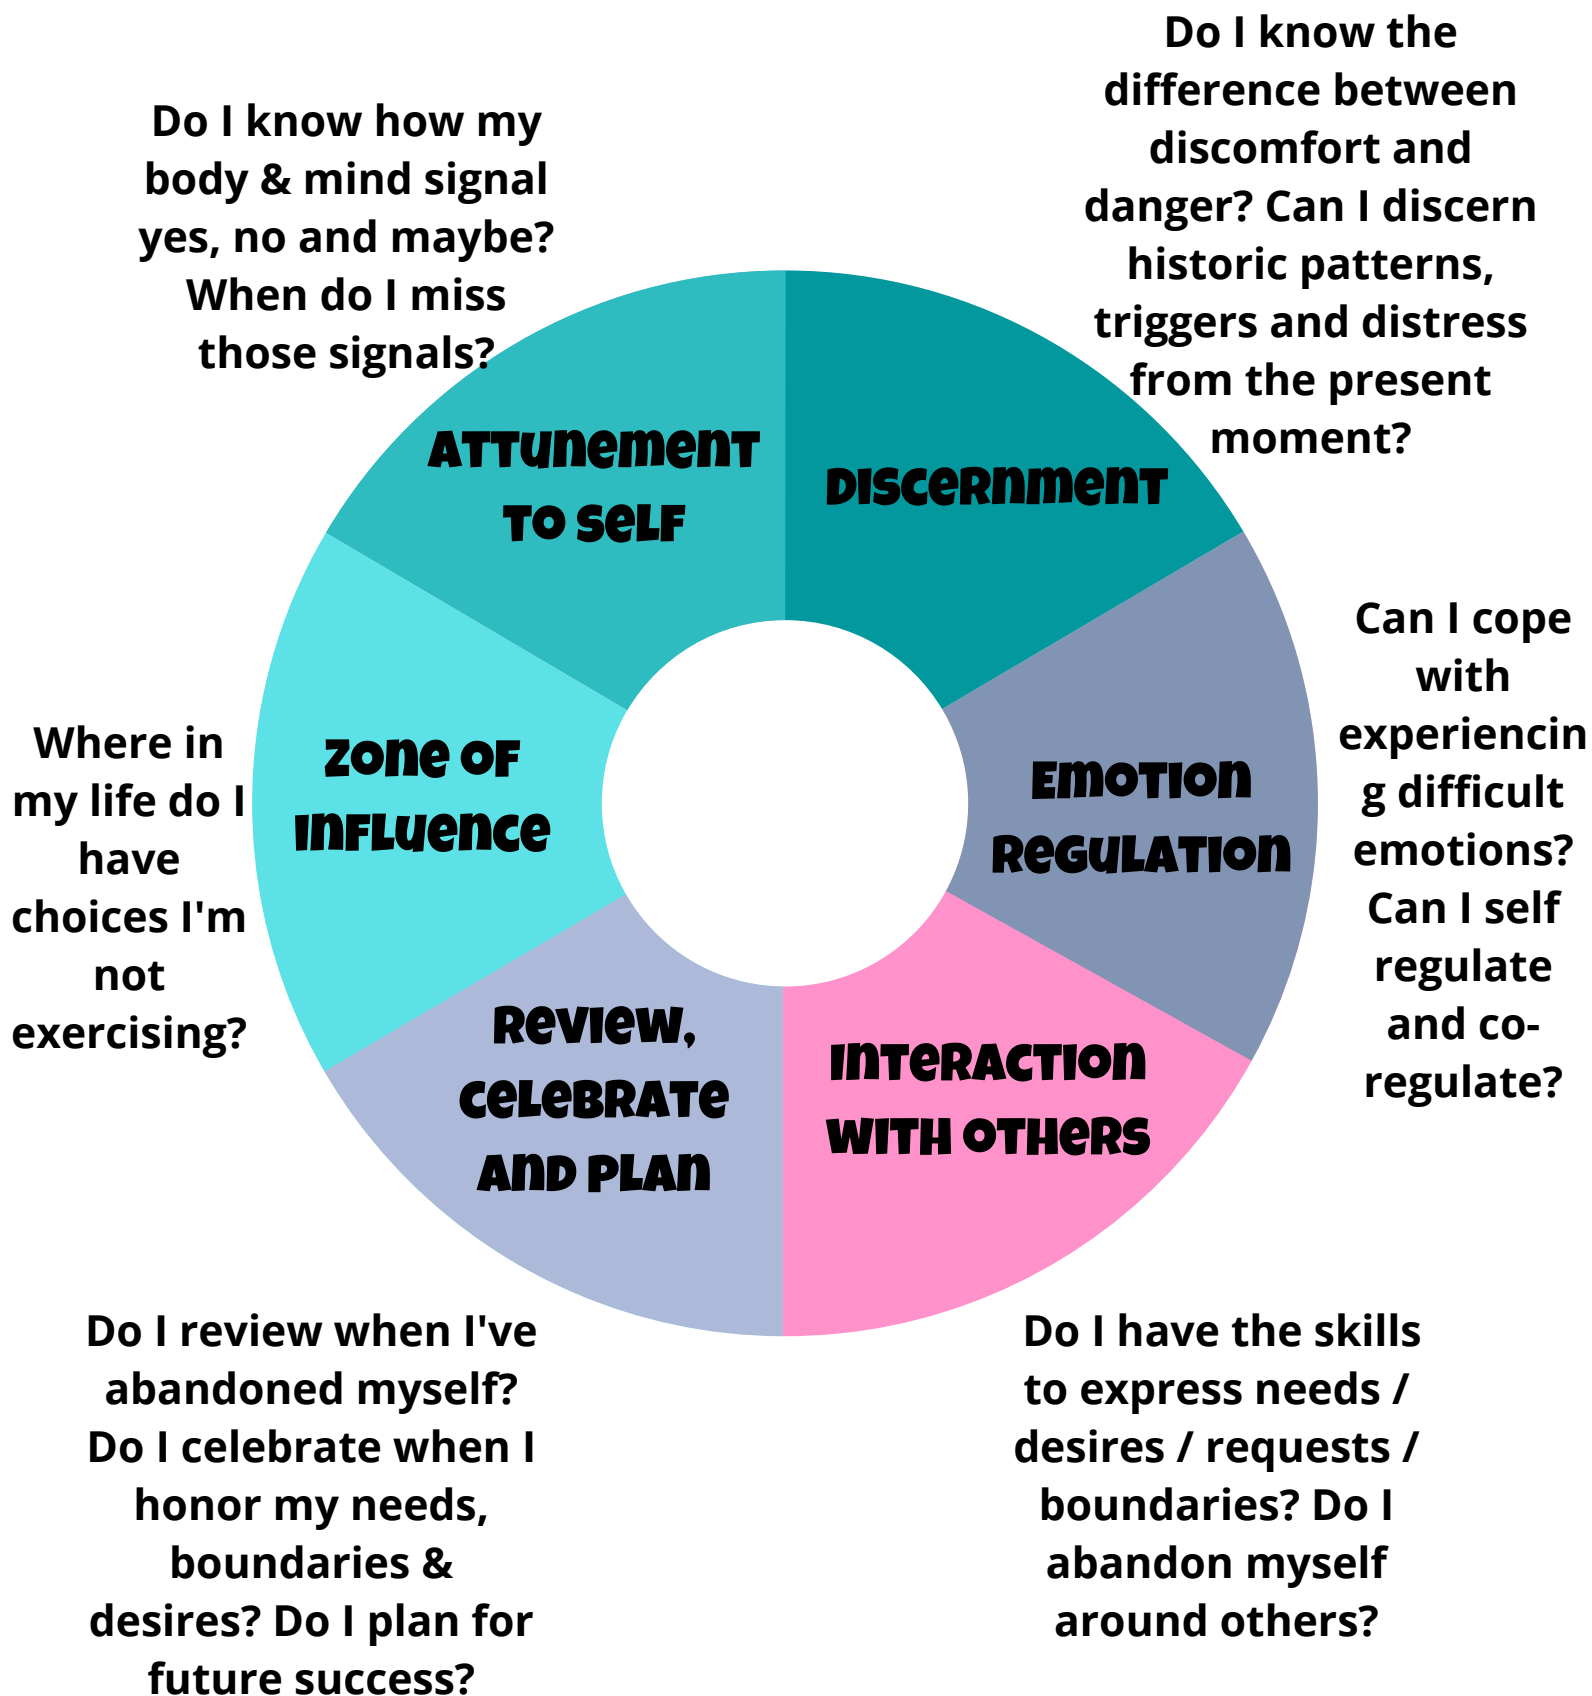 Do I know how my
body & mind signal
yes, no and maybe?
When do I miss
those signals?
Do I know the
difference between
discomfort and
danger? Can I discern
historic patterns,
triggers and distress
from the present
moment?
Attunement
to self
Discernment
Can I cope
with
experiencin
g difficult
emotions?
Can I self
regulate
and co-
regulate?
Where in
my life do I
have
choices I'm
not
exercising?
Zone of
influence
Emotion
Regulation
Review,
celebrate
and plan
Interaction
with others
Do I review when I've
abandoned myself?
Do I celebrate when I
honor my needs,
boundaries &
desires? Do I plan for
future success?
Do I have the skills
to express needs /
desires / requests /
boundaries? Do I
abandon myself
around others?